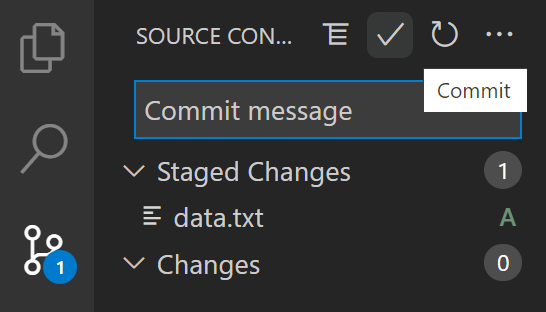 SOURCE CON...
Commit
Commit message
Staged Changes 1
data.txt A
1
Changes 0